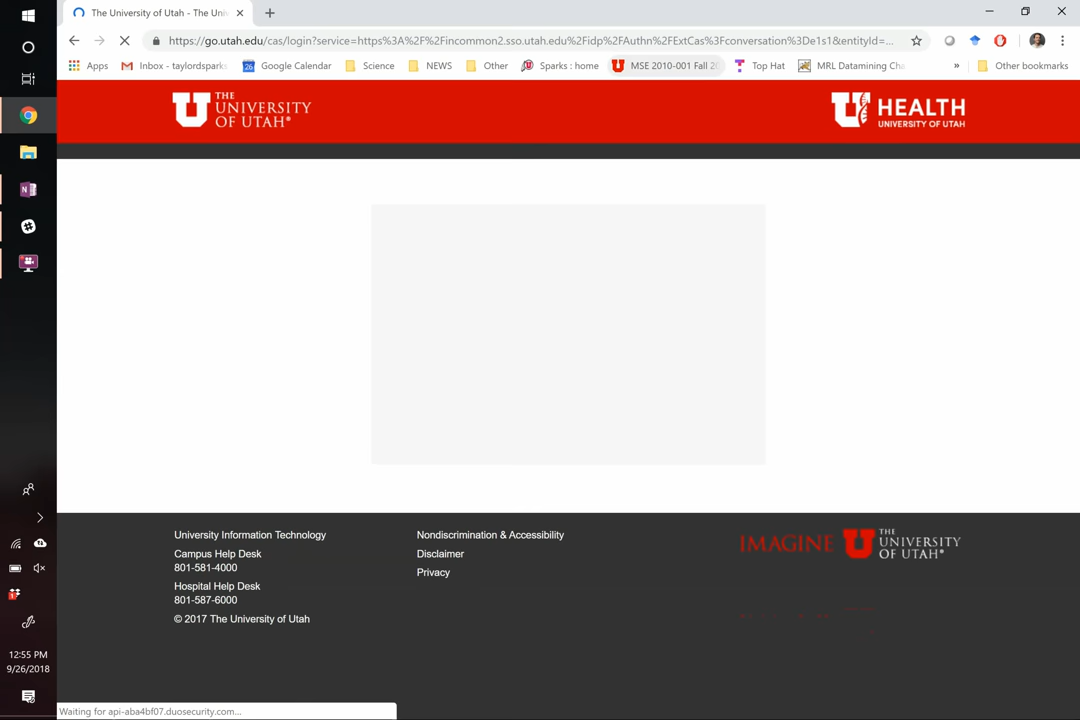 The University of Utah - The Uni
https://go.utah.edu/cas/login?service=https%3A%2F%2Fincommon2.sso.utah.edu%2Fidp%2FAuthn%2FExtCas%3Fconversation%3De1s1&entityId=...
Apps
Inbox - taylordsparks
26
Google Calendar
Science
NEWS
Other
Sparks : home
MSE 2010-001 Fall 20
Top Hat
MRL Datamining Cha
»
Other bookmarks
THE
UNIVERSITY
OF UTAH®
HEALTH
UNIVERSITY OF UTAH
University Information Technology
Campus Help Desk
801-581-4000
Hospital Help Desk
801-587-6000
© 2017 The University of Utah
Nondiscrimination & Accessibility
Disclaimer
Privacy
IMAGINE
THE
UNIVERSITY
OF UTAH®
12:55 PM
9/26/2018
Waiting for api-aba4bf07.duosecurity.com...